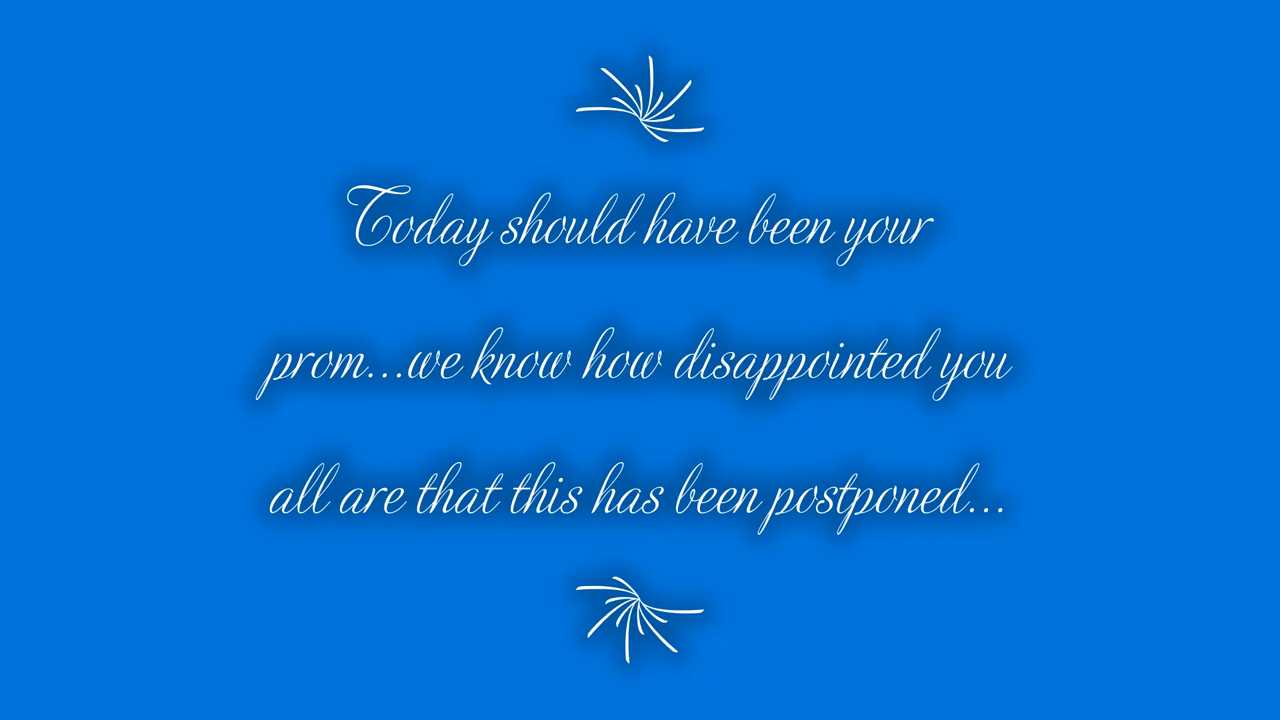 Today should have been your
prom...we know how disappointed you
all are that this has been postponed...